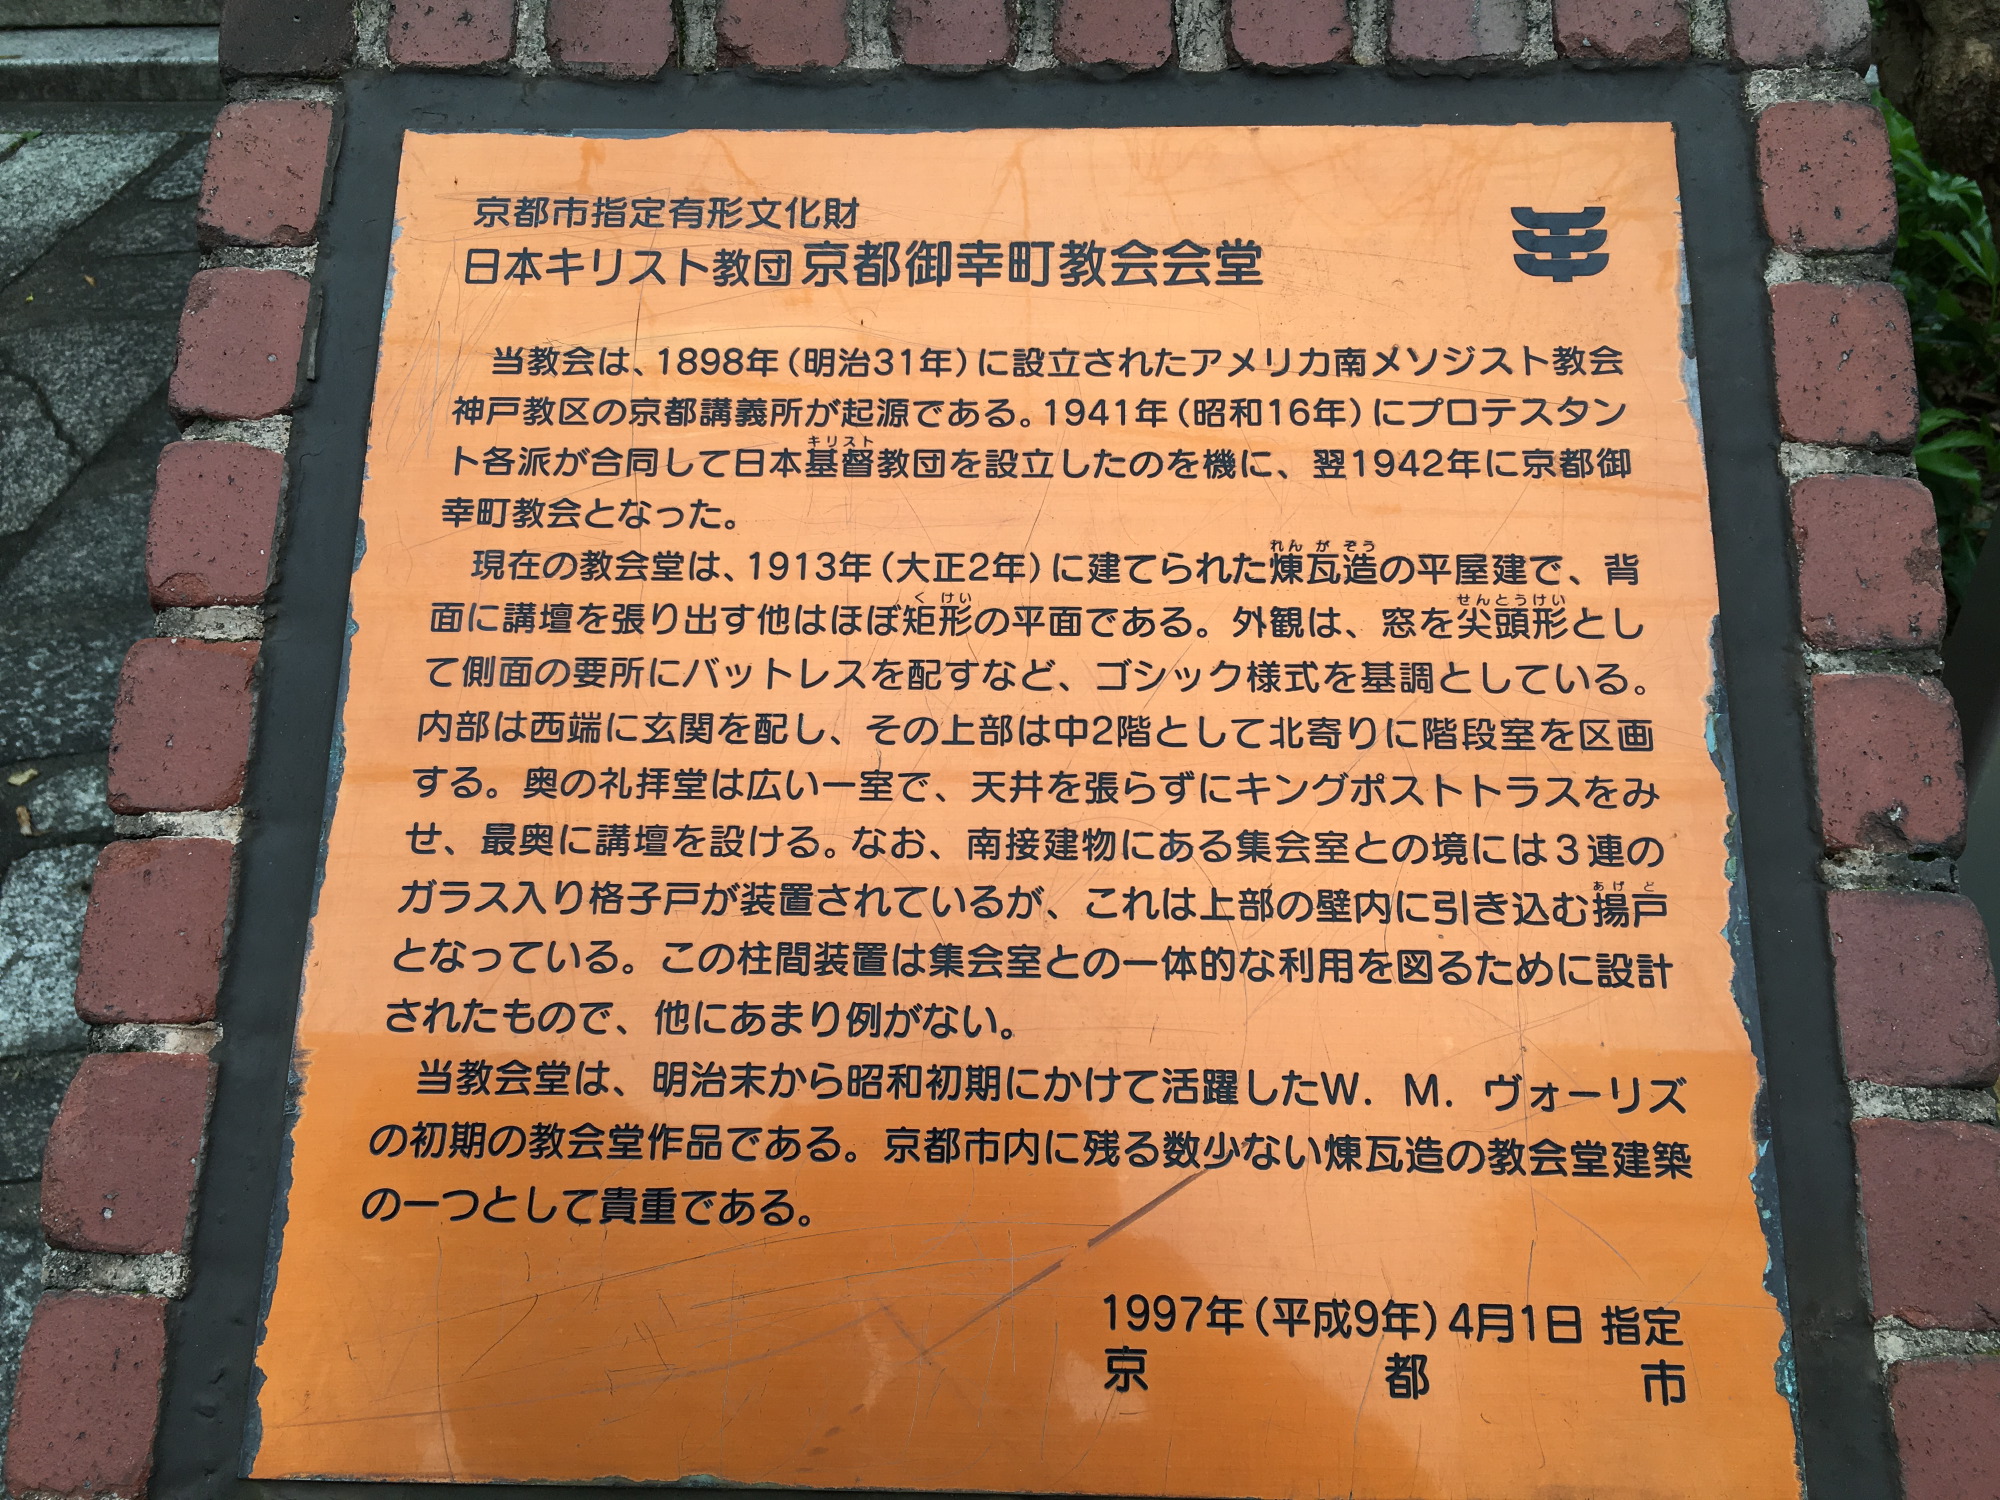 京都市指定有形文化財
日本キリスト教団 京都御幸町教会会堂
当教会は、1898年(明治31年)に設立されたアメリカ南メソジスト教会
神戸教区の京都講義所が起源である。1941年(昭和16年)にプロテスタン
キリスト
ト各派が合同して日本基督教団を設立したのを機に、翌1942年に京都御
幸町教会となった。
れんがぞう
現在の教会堂は、1913年(大正2年)に建てられた煉瓦造の平屋建で、背
くけい せんとうけい
面に講壇を張り出す他はほぼ矩形の平面である。外観は、窓を尖頭形とし
て側面の要所にバットレスを配すなど、ゴシック様式を基調としている。
内部は西端に玄関を配し、その上部は中2階として北寄りに階段室を区画
する。奥の礼拝堂は広い一室で、天井を張らずにキングポストトラスをみ
せ、最奥に講壇を設ける。なお、南接建物にある集会室との境には3連の
あげど
ガラス入り格子戸が装置されているが、これは上部の壁内に引き込む揚戸
となっている。この柱間装置は集会室との一体的な利用を図るために設計
されたもので、他にあまり例がない。
当教会堂は、明治末から昭和初期にかけて活躍したW. M. ヴォーリズ
の初期の教会堂作品である。京都市内に残る数少ない煉瓦造の教会堂建築
の一つとして貴重である。
1997年(平成9年)4月1日 指定
京 都 市